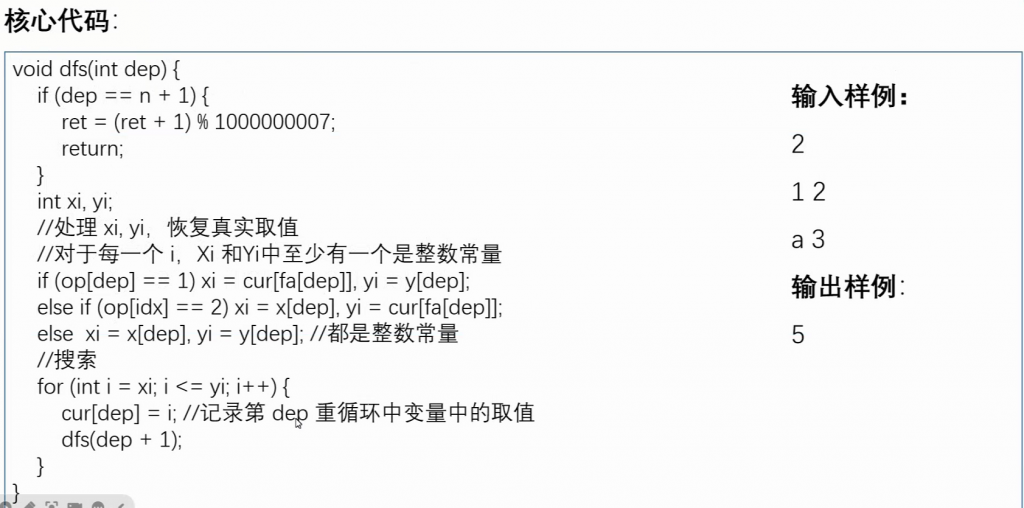 核心代码:
void dfs(int dep) {
if (dep == n + 1) {
ret = (ret + 1) % 1000000007;
return;
}
int xi, yi;
//处理 xi, yi，恢复真实取值
//对于每一个 i，Xi 和Yi中至少有一个是整数常量
if (op[dep] == 1) xi = cur[fa[dep]], yi = y[dep];
else if (op[idx] == 2) xi = x[dep], yi = cur[fa[dep]];
else xi = x[dep], yi = y[dep]; //都是整数常量
//搜索
for (int i = xi; i <= yi; i++) {
cur[dep] = i; //记录第 dep 重循环中变量中的取值
dfs(dep + 1);
}
}
输入样例：
2
1 2
a 3
输出样例:
5